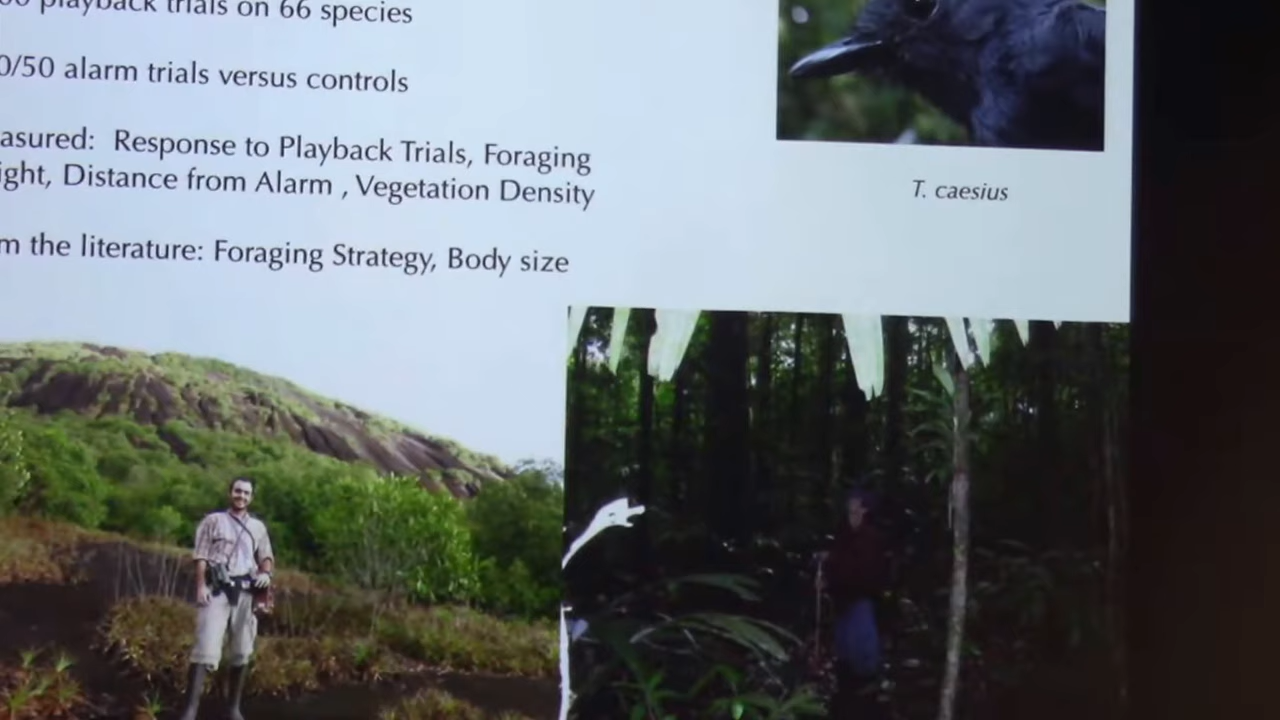 playback trials on 66 species
0/50 alarm trials versus controls
asured: Response to Playback Trials, Foraging
ight, Distance from Alarm , Vegetation Density
m the literature: Foraging Strategy, Body size
T. caesius